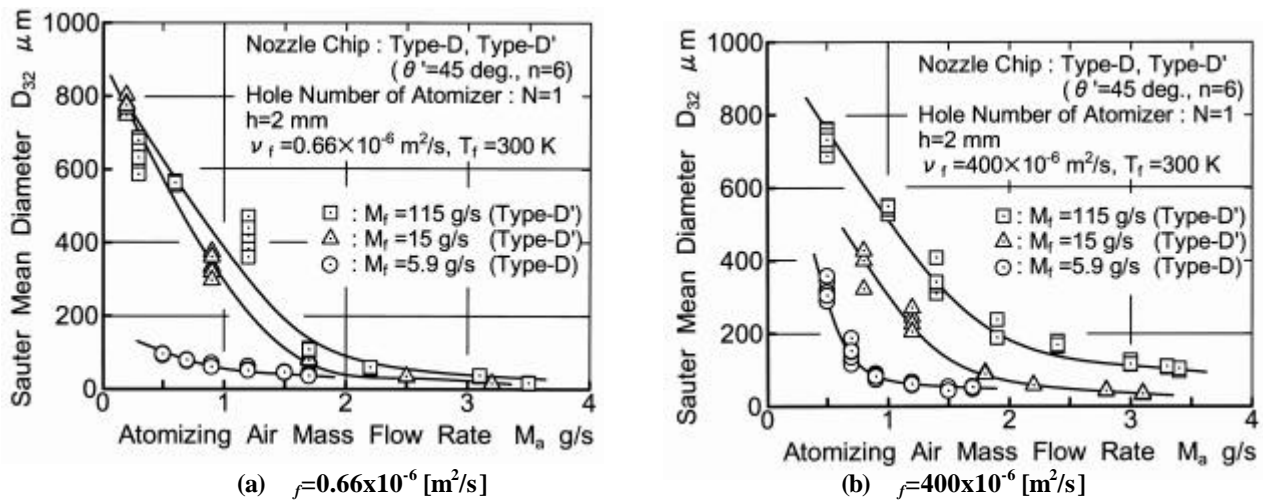 1000
800
600
400
200
0
Sauter Mean Diameter D32 μm
Nozzle Chip : Type-D, Type-D'
(θ'=45 deg., n=6)
Hole Number of Atomizer : N=1
h=2 mm
νf =0.66×10-6 m2/s, Tf =300 K
: Mf =115 g/s (Type-D')
: Mf =15 g/s (Type-D')
: Mf =5.9 g/s (Type-D)
0 1 2 3 4
Atomizing Air Mass Flow Rate Ma g/s
(a) f=0.66x10-6 [m2/s]
1000
800
600
400
200
0
Sauter Mean Diameter D32 μm
Nozzle Chip : Type-D, Type-D'
(θ'=45 deg., n=6)
Hole Number of Atomizer : N=1
h=2 mm
νf =400×10-6 m2/s, Tf =300 K
: Mf =115 g/s (Type-D')
: Mf =15 g/s (Type-D')
: Mf =5.9 g/s (Type-D)
0 1 2 3 4
Atomizing Air Mass Flow Rate Ma g/s
(b) f=400x10-6 [m2/s]